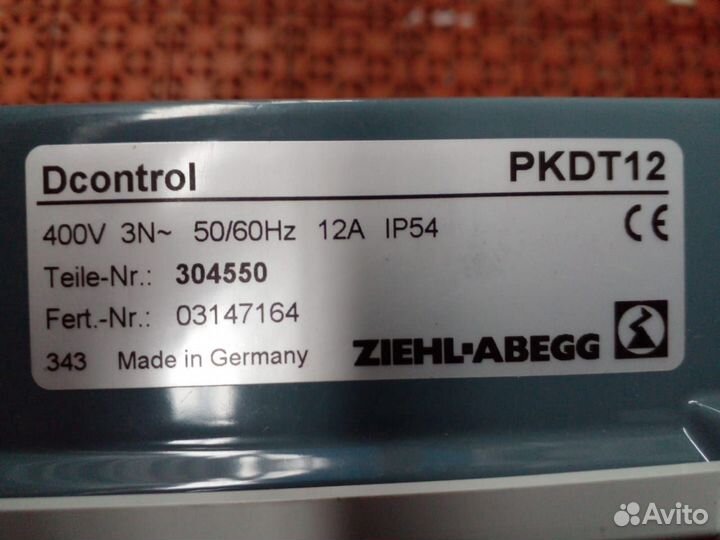 Dcontrol PKDT12
400V 3N~ 50/60Hz 12A IP54 CE
Teile-Nr.: 304550
Fert.-Nr.: 03147164
343 Made in Germany ZIEHL-ABEGG
Avito